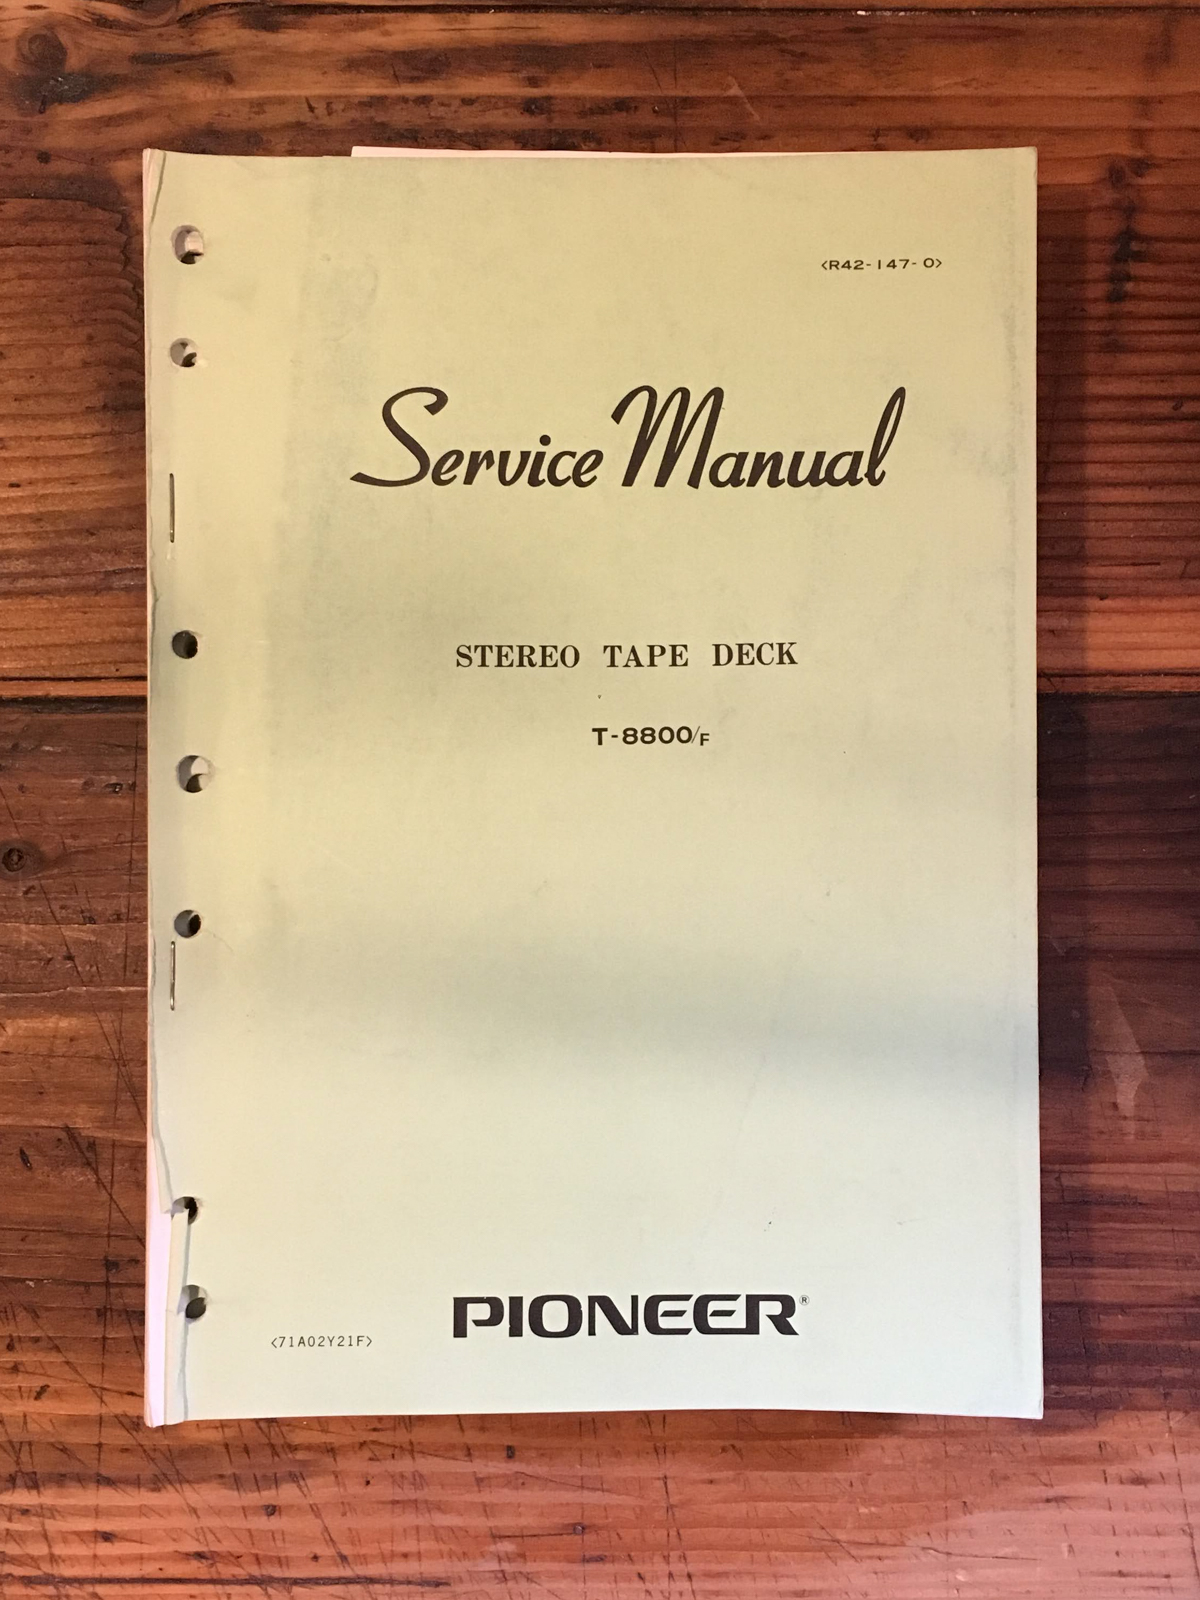 <R42-147-0>
Service Manual
STEREO TAPE DECK
T-8800/F
PIONEER®
<71A02Y21F>